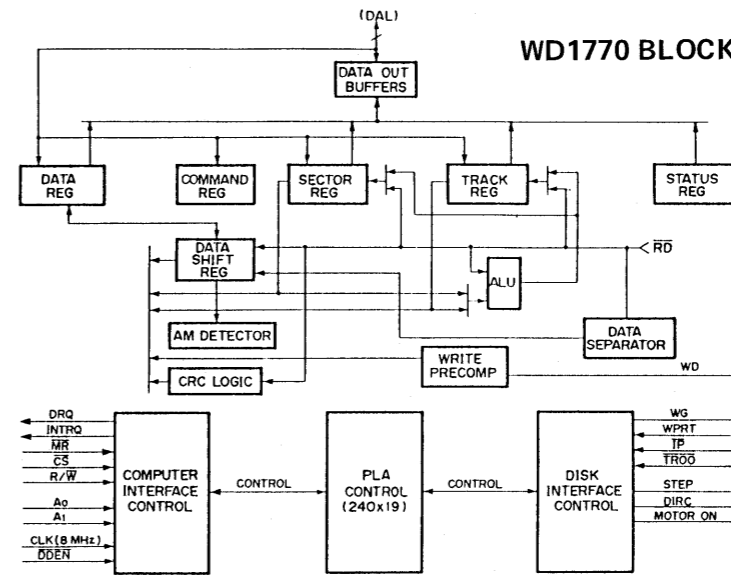 (DAL)
WD1770 BLOCK
DATA OUT
BUFFERS
DATA
REG
COMMAND
REG
SECTOR
REG
TRACK
REG
STATUS
REG
DATA
SHIFT
REG
RD
ALU
AM DETECTOR
DATA
SEPARATOR
WRITE
PRECOMP
WD
CRC LOGIC
DRQ
INTRQ
MR
CS
R/W
A0
A1
CLK(8 MHz)
DDEN
COMPUTER
INTERFACE
CONTROL
CONTROL
PLA
CONTROL
(240x19)
CONTROL
DISK
INTERFACE
CONTROL
WG
WPRT
IP
TROO
STEP
DIRC
MOTOR ON